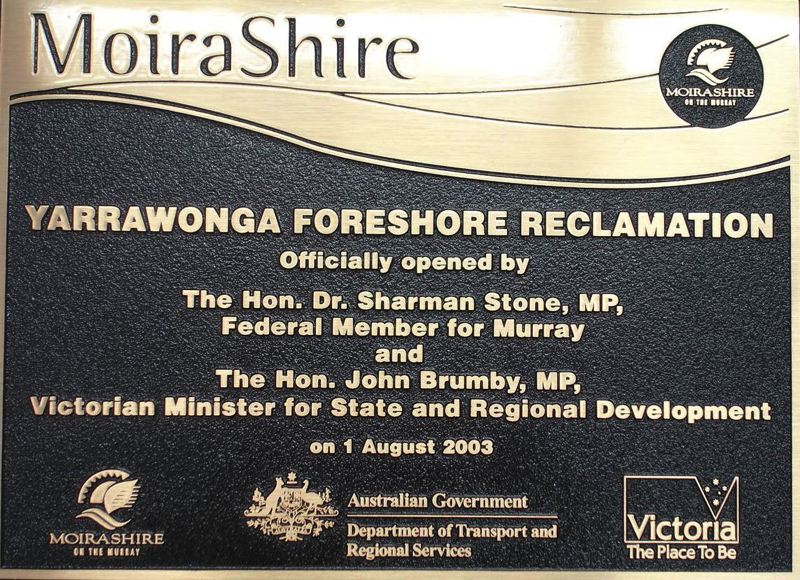 MoiraShire
MOIRASHIRE
ON THE MURRAY
YARRAWONGA FORESHORE RECLAMATION
Officially opened by
The Hon. Dr. Sharman Stone, MP,
Federal Member for Murray
and
The Hon. John Brumby, MP,
Victorian Minister for State and Regional Development
on 1 August 2003
MOIRASHIRE
ON THE MURRAY
AUSTRALIA
Australian Government
Department of Transport and
Regional Services
Victoria
The Place To Be